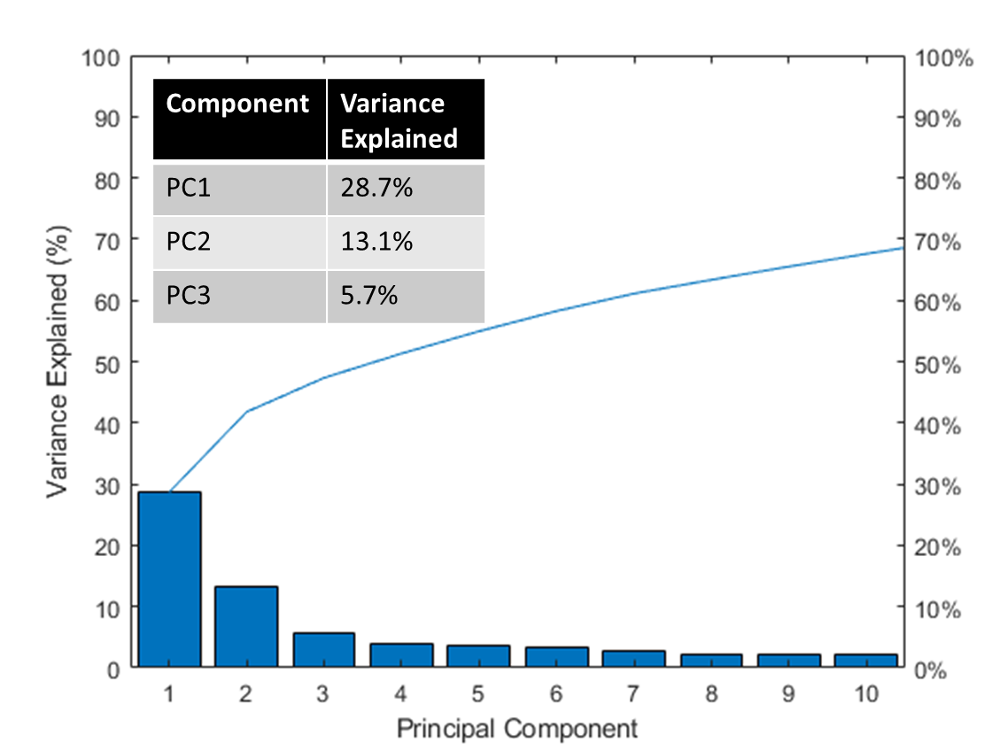 100
90
80
70
60
50
40
30
20
10
0
Variance Explained (%)
Component
Variance
Explained
PC1 28.7%
PC2 13.1%
PC3 5.7%
100%
90%
80%
70%
60%
50%
40%
30%
20%
10%
0%
1 2 3 4 5 6 7 8 9 10
Principal Component